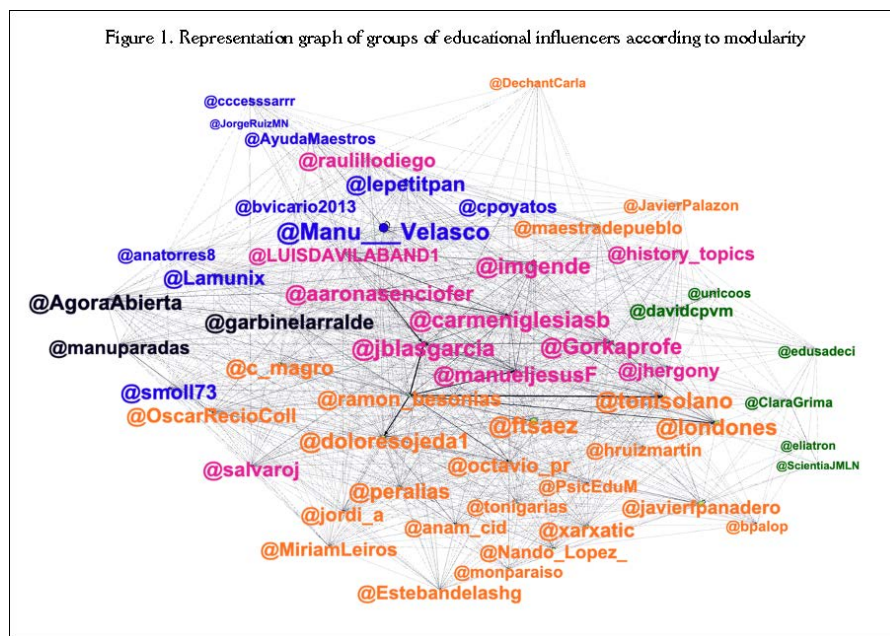 Figure 1. Representation graph of groups of educational influencers according to modularity
@DechantCarla
@cccesssarrr
@JorgeRuizMN
@AyudaMaestros
@raulillodiego
@lepetitpan
@bvicario2013
@cpoyatos
@JavierPalazon
@Manu___Velasco
@maestradepueblo
@anatorres8
@LUISDAVILABAND1
@history_topics
@Lamunix
@imgende
@AgoraAbierta
@aaronasenciofer
@unicoos
@davidcpvm
@garbinelarralde
@carmeniglesiasb
@manuparadas
@jblasgarcia
@Gorkaprofe
@edusadeci
@c_magro
@manueljesusF
@jhergony
@smoll73
@ramon_besonias
@tonisolano
@ClaraGrima
@OscarRecioColl
@ftsaez
@londones
@doloresojeda1
@hruizmartin
@eliatron
@salvaroj
@octavio_pr
@ScientiaJMLN
@peralias
@PsicEduM
@jordi_a
@tonigarias
@javierfpanadero
@anam_cid
@xarxatic
@bpalop
@MiriamLeiros
@Nando_Lopez_
@monparaiso
@Estebandelashg